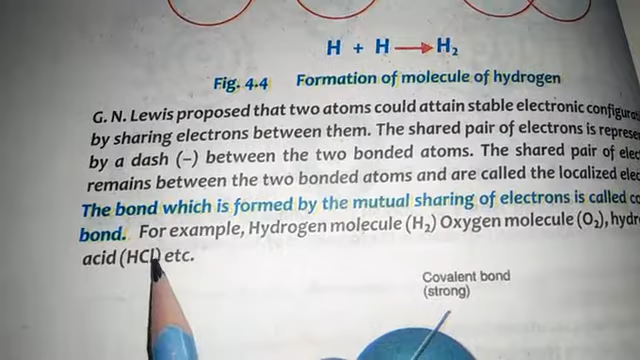 H + H → H₂
Fig. 4.4 Formation of molecule of hydrogen
G. N. Lewis proposed that two atoms could attain stable electronic
by sharing electrons between them. The shared pair of electrons is
by a dash (–) between the two bonded atoms. The shared pair of
remains between the two bonded atoms and are called the localized
The bond which is formed by the mutual sharing of electrons is called
bond. For example, Hydrogen molecule (H₂) Oxygen molecule (O₂),
acid (HCl) etc.
Covalent bond
(strong)